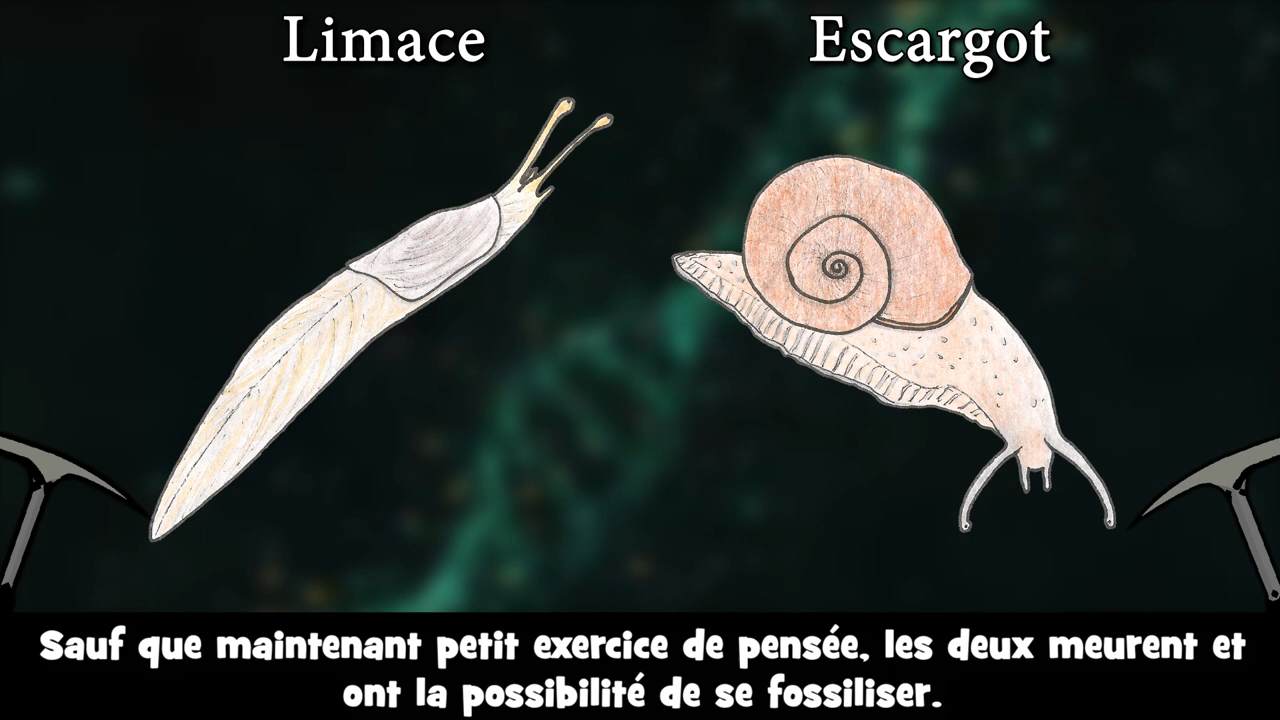 Limace
Escargot
Sauf que maintenant petit exercice de pensée, les deux meurent et
ont la possibilité de se fossiliser.